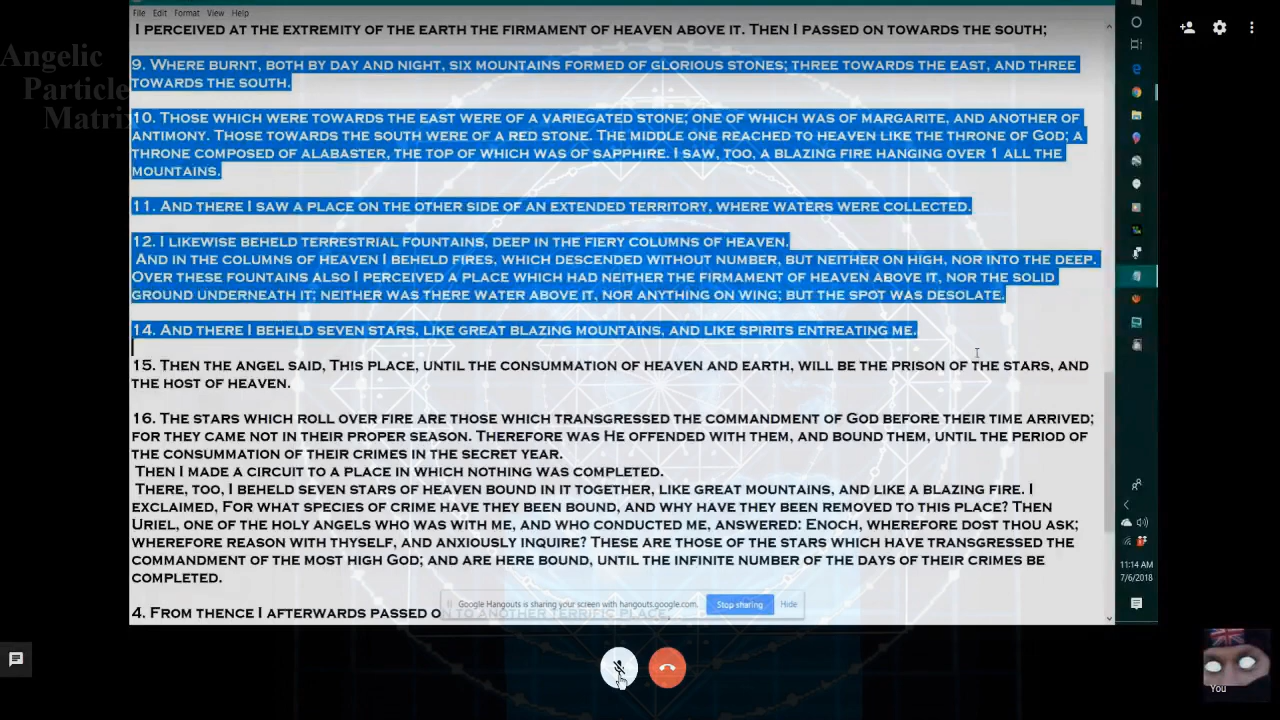 File Edit Format View Help
I PERCEIVED AT THE EXTREMITY OF THE EARTH THE FIRMAMENT OF HEAVEN ABOVE IT. THEN I PASSED ON TOWARDS THE SOUTH;
Angelic
Particle
Matrix
9. WHERE BURNT, BOTH BY DAY AND NIGHT, SIX MOUNTAINS FORMED OF GLORIOUS STONES; THREE TOWARDS THE EAST, AND THREE
TOWARDS THE SOUTH.
10. THOSE WHICH WERE TOWARDS THE EAST WERE OF A VARIEGATED STONE; ONE OF WHICH WAS OF MARGARITE, AND ANOTHER OF
ANTIMONY. THOSE TOWARDS THE SOUTH WERE OF A RED STONE. THE MIDDLE ONE REACHED TO HEAVEN LIKE THE THRONE OF GOD; A
THRONE COMPOSED OF ALABASTER, THE TOP OF WHICH WAS OF SAPPHIRE. I SAW, TOO, A BLAZING FIRE HANGING OVER 1 ALL THE
MOUNTAINS.
11. AND THERE I SAW A PLACE ON THE OTHER SIDE OF AN EXTENDED TERRITORY, WHERE WATERS WERE COLLECTED.
12. I LIKEWISE BEHELD TERRESTRIAL FOUNTAINS, DEEP IN THE FIERY COLUMNS OF HEAVEN.
AND IN THE COLUMNS OF HEAVEN I BEHELD FIRES, WHICH DESCENDED WITHOUT NUMBER, BUT NEITHER ON HIGH, NOR INTO THE DEEP.
OVER THESE FOUNTAINS ALSO I PERCEIVED A PLACE WHICH HAD NEITHER THE FIRMAMENT OF HEAVEN ABOVE IT, NOR THE SOLID
GROUND UNDERNEATH IT; NEITHER WAS THERE WATER ABOVE IT, NOR ANYTHING ON WING; BUT THE SPOT WAS DESOLATE.
14. AND THERE I BEHELD SEVEN STARS, LIKE GREAT BLAZING MOUNTAINS, AND LIKE SPIRITS ENTREATING ME.
15. THEN THE ANGEL SAID, THIS PLACE, UNTIL THE CONSUMMATION OF HEAVEN AND EARTH, WILL BE THE PRISON OF THE STARS, AND
THE HOST OF HEAVEN.
16. THE STARS WHICH ROLL OVER FIRE ARE THOSE WHICH TRANSGRESSED THE COMMANDMENT OF GOD BEFORE THEIR TIME ARRIVED;
FOR THEY CAME NOT IN THEIR PROPER SEASON. THEREFORE WAS HE OFFENDED WITH THEM, AND BOUND THEM, UNTIL THE PERIOD OF
THE CONSUMMATION OF THEIR CRIMES IN THE SECRET YEAR.
THEN I MADE A CIRCUIT TO A PLACE IN WHICH NOTHING WAS COMPLETED.
THERE, TOO, I BEHELD SEVEN STARS OF HEAVEN BOUND IN IT TOGETHER, LIKE GREAT MOUNTAINS, AND LIKE A BLAZING FIRE. I
EXCLAIMED, FOR WHAT SPECIES OF CRIME HAVE THEY BEEN BOUND, AND WHY HAVE THEY BEEN REMOVED TO THIS PLACE? THEN
URIEL, ONE OF THE HOLY ANGELS WHO WAS WITH ME, AND WHO CONDUCTED ME, ANSWERED: ENOCH, WHEREFORE DOST THOU ASK;
WHEREFORE REASON WITH THYSELF, AND ANXIOUSLY INQUIRE? THESE ARE THOSE OF THE STARS WHICH HAVE TRANSGRESSED THE
COMMANDMENT OF THE MOST HIGH GOD; AND ARE HERE BOUND, UNTIL THE INFINITE NUMBER OF THE DAYS OF THEIR CRIMES BE
COMPLETED.
4. FROM THENCE I AFTERWARDS PASSED ON TO ANOTHER TERRIFIC PLACE,
Google Hangouts is sharing your screen with hangouts.google.com. Stop sharing Hide
11:14 AM
7/6/2018
You